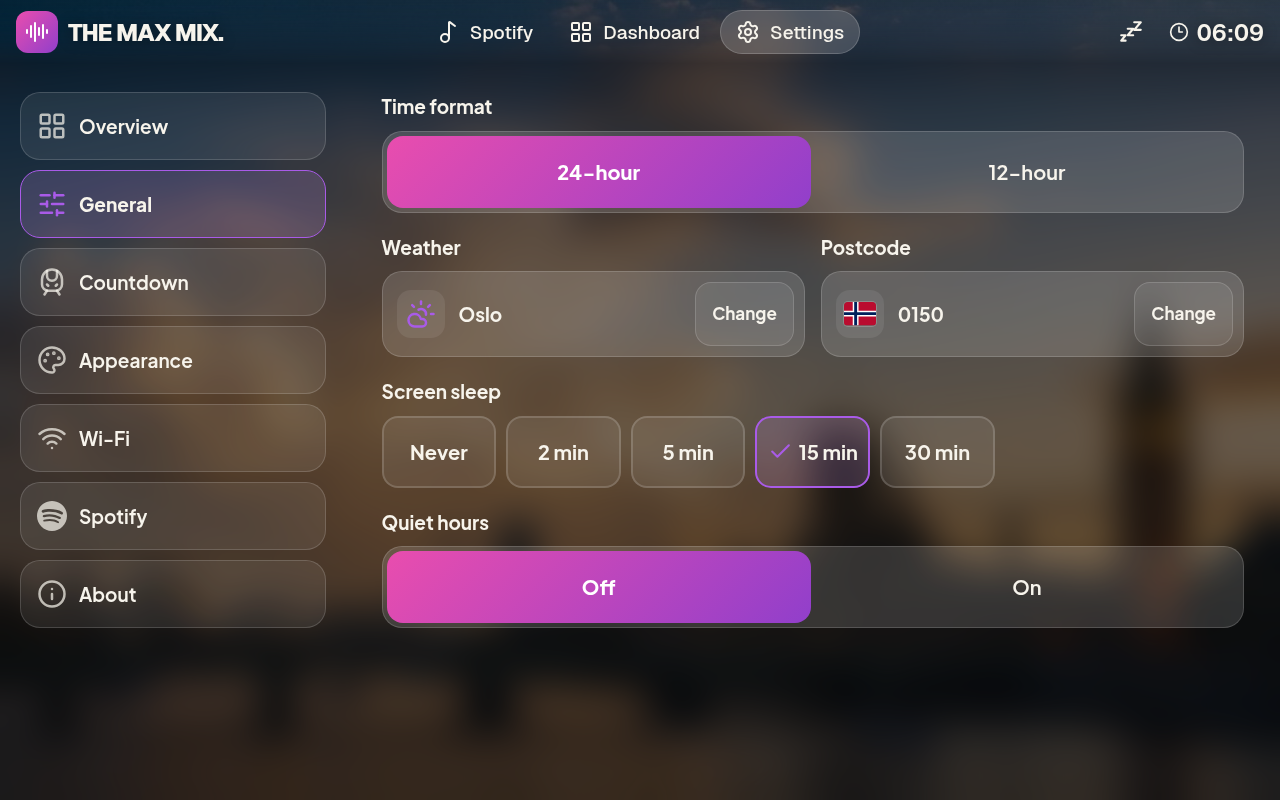 THE MAX MIX.
Spotify
Dashboard
Settings
06:09
Overview
General
Countdown
Appearance
Wi-Fi
Spotify
About
Time format
24-hour
12-hour
Weather
Postcode
Oslo
Change
0150
Change
Screen sleep
Never
2 min
5 min
15 min
30 min
Quiet hours
Off
On